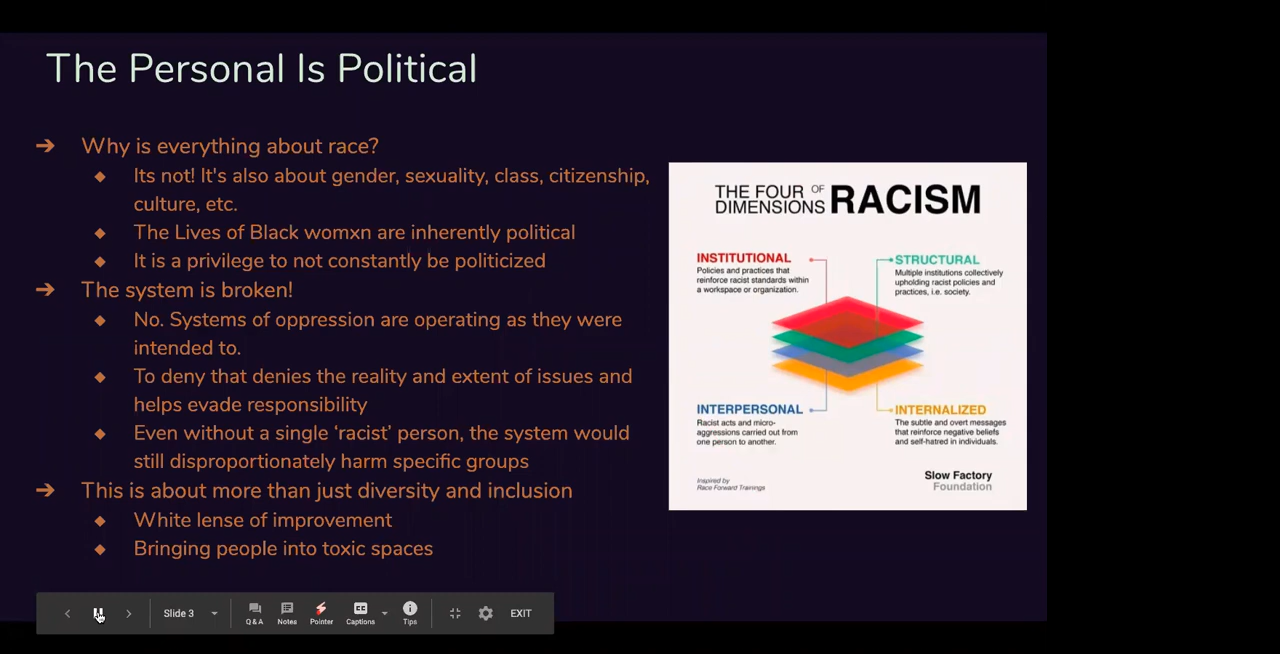 The Personal Is Political
➔ Why is everything about race?
◆ Its not! It's also about gender, sexuality, class, citizenship,
culture, etc.
◆ The Lives of Black womxn are inherently political
◆ It is a privilege to not constantly be politicized
➔ The system is broken!
◆ No. Systems of oppression are operating as they were
intended to.
◆ To deny that denies the reality and extent of issues and
helps evade responsibility
◆ Even without a single ‘racist’ person, the system would
still disproportionately harm specific groups
➔ This is about more than just diversity and inclusion
◆ White lense of improvement
◆ Bringing people into toxic spaces
THE FOUR OF
DIMENSIONS RACISM
INSTITUTIONAL
Policies and practices that
reinforce racist standards within
a workspace or organization.
STRUCTURAL
Multiple institutions collectively
upholding racist policies and
practices, i.e. society.
INTERPERSONAL
Racist acts and micro-
aggressions carried out from
one person to another.
INTERNALIZED
The subtle and overt messages
that reinforce negative beliefs
and self-hatred in individuals.
Inspired by
Race Forward Trainings
Slow Factory
Foundation
Slide 3
Q & A
Notes
Pointer
CC
Captions
Tips
EXIT